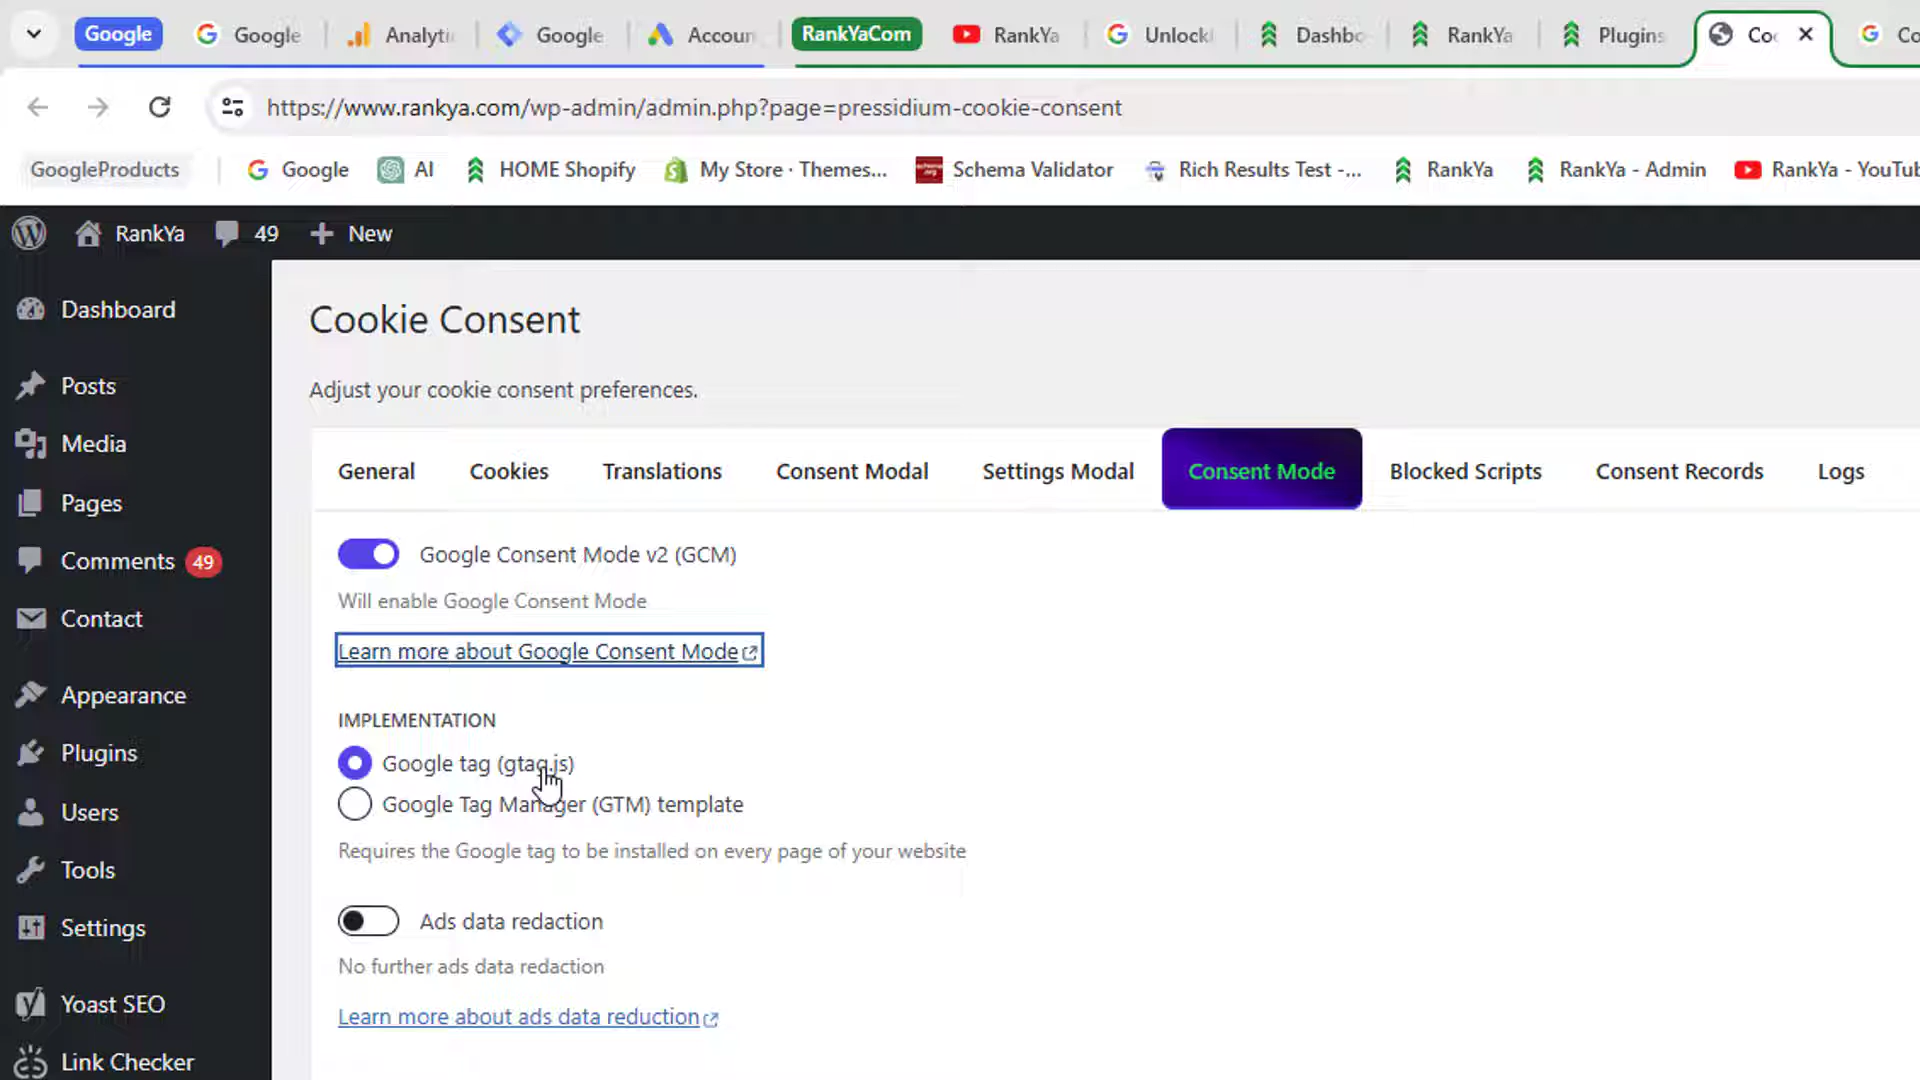 Google Google Analytic Google Accoun RankYaCom RankYa Unlock Dashbo RankYa Plugins Co
https://www.rankya.com/wp-admin/admin.php?page=pressidium-cookie-consent
GoogleProducts Google AI HOME Shopify My Store · Themes... Schema Validator Rich Results Test -... RankYa RankYa - Admin RankYa - YouTub
RankYa 49 + New
Dashboard
Posts
Media
Pages
Comments 49
Contact
Appearance
Plugins
Users
Tools
Settings
Yoast SEO
Link Checker
Cookie Consent
Adjust your cookie consent preferences.
General Cookies Translations Consent Modal Settings Modal Consent Mode Blocked Scripts Consent Records Logs
Google Consent Mode v2 (GCM)
Will enable Google Consent Mode
Learn more about Google Consent Mode
IMPLEMENTATION
Google tag (gtag.js)
Google Tag Manager (GTM) template
Requires the Google tag to be installed on every page of your website
Ads data redaction
No further ads data redaction
Learn more about ads data reduction